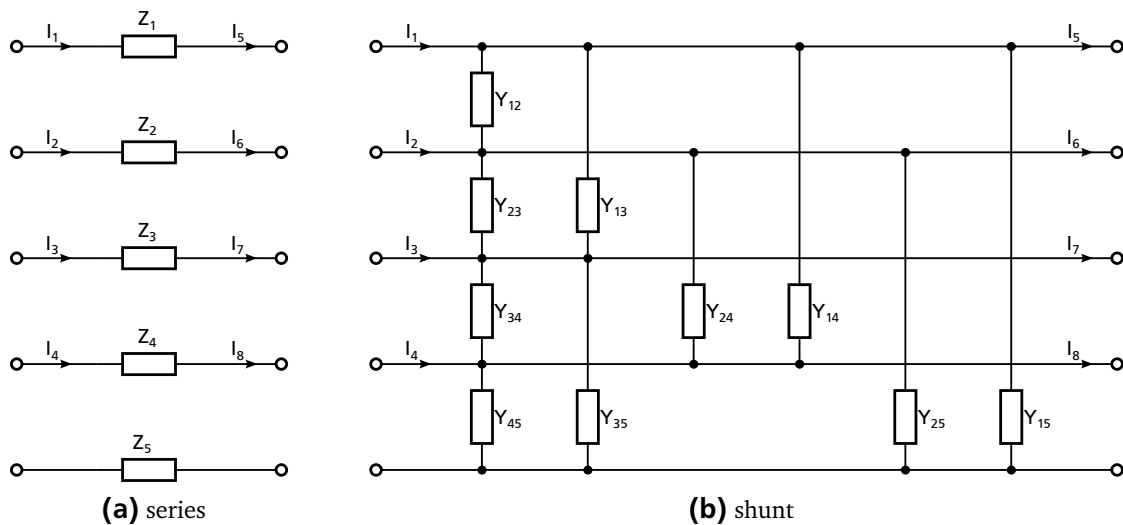 I₁ Z₁ I₅ I₁ I₅
Y₁₂
I₂ Z₂ I₆ I₂ I₆
Y₂₃ Y₁₃
I₃ Z₃ I₇ I₃ I₇
Y₃₄ Y₂₄ Y₁₄
I₄ Z₄ I₈ I₄ I₈
Y₄₅ Y₃₅ Y₂₅ Y₁₅
Z₅
(a) series (b) shunt